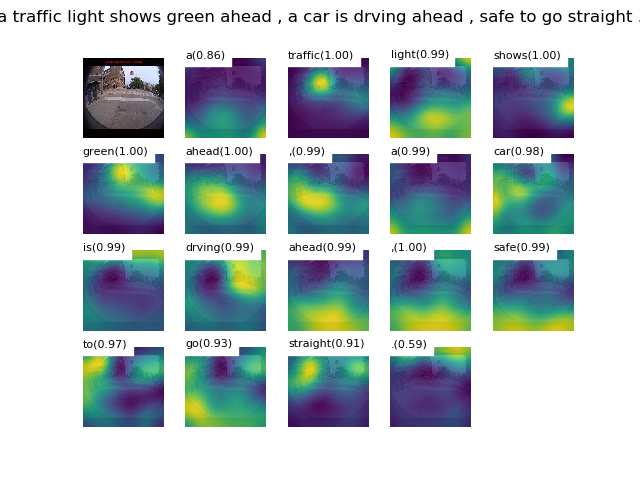 a traffic light shows green ahead , a car is drving ahead , safe to go straight .
a(0.86) traffic(1.00) light(0.99) shows(1.00)
green(1.00) ahead(1.00) ,(0.99) a(0.99) car(0.98)
is(0.99) drving(0.99) ahead(0.99) ,(1.00) safe(0.99)
to(0.97) go(0.93) straight(0.91) .(0.59)